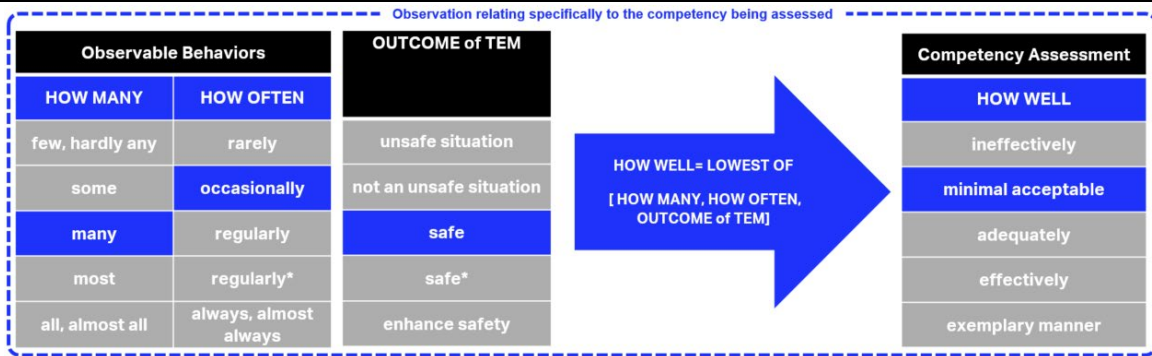 Observation relating specifically to the competency being assessed
Observable Behaviors
HOW MANY
HOW OFTEN
few, hardly any
rarely
some
occasionally
many
regularly
most
regularly*
all, almost all
always, almost
always
OUTCOME of TEM
unsafe situation
not an unsafe situation
safe
safe*
enhance safety
HOW WELL= LOWEST OF
[ HOW MANY, HOW OFTEN,
OUTCOME of TEM]
Competency Assessment
HOW WELL
ineffectively
minimal acceptable
adequately
effectively
exemplary manner